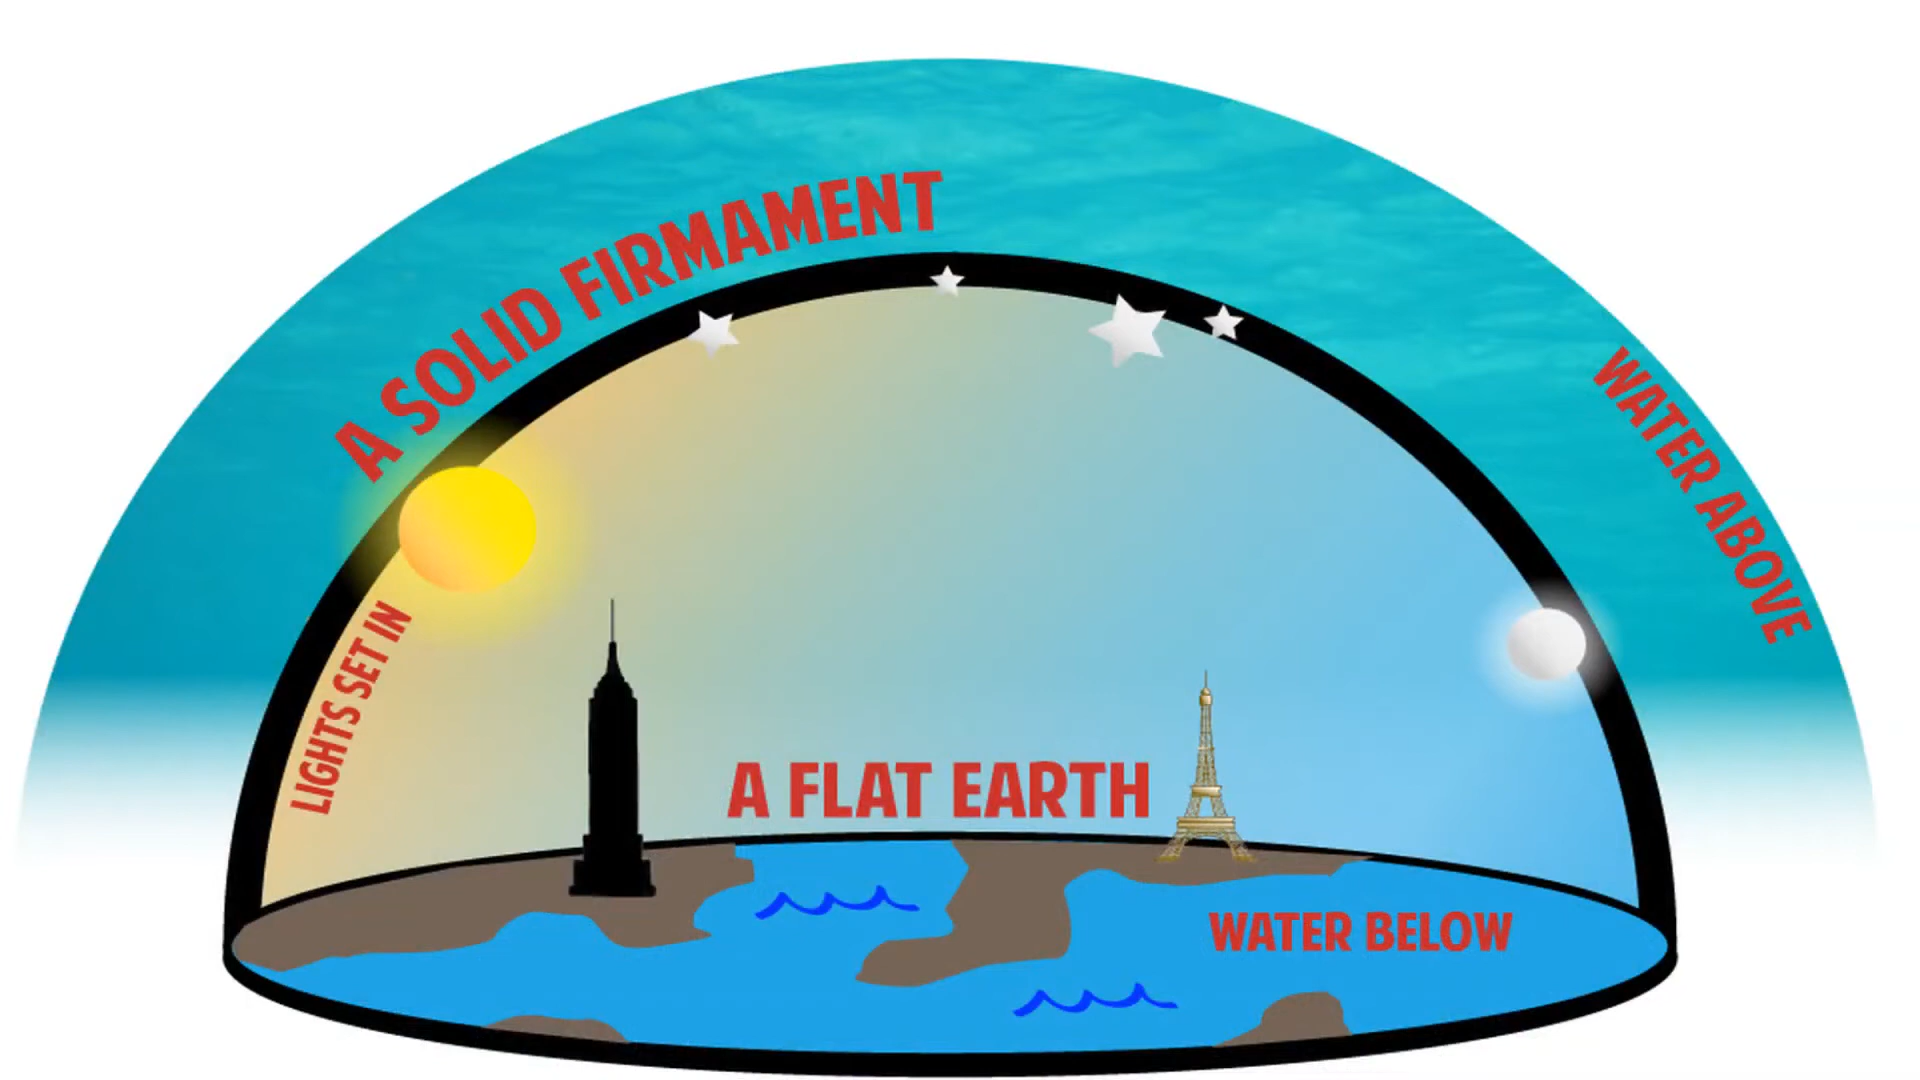 A SOLID FIRMAMENT
WATER ABOVE
LIGHTS SET IN
A FLAT EARTH
WATER BELOW